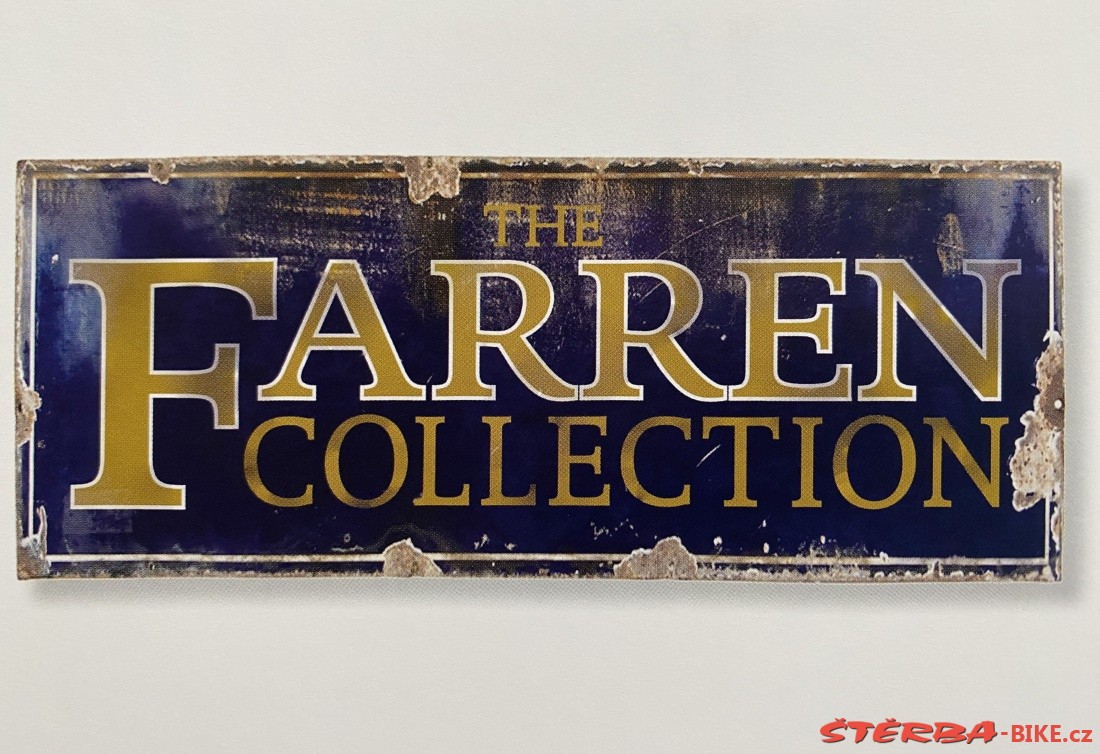 THE
FARREN
COLLECTION
ŠTĚRBA-BIKE.cz